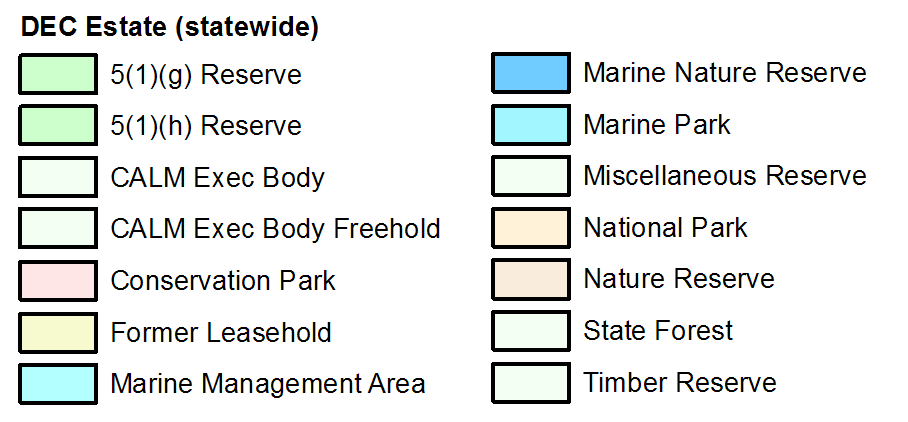 DEC Estate (statewide)
5(1)(g) Reserve
5(1)(h) Reserve
CALM Exec Body
CALM Exec Body Freehold
Conservation Park
Former Leasehold
Marine Management Area
Marine Nature Reserve
Marine Park
Miscellaneous Reserve
National Park
Nature Reserve
State Forest
Timber Reserve